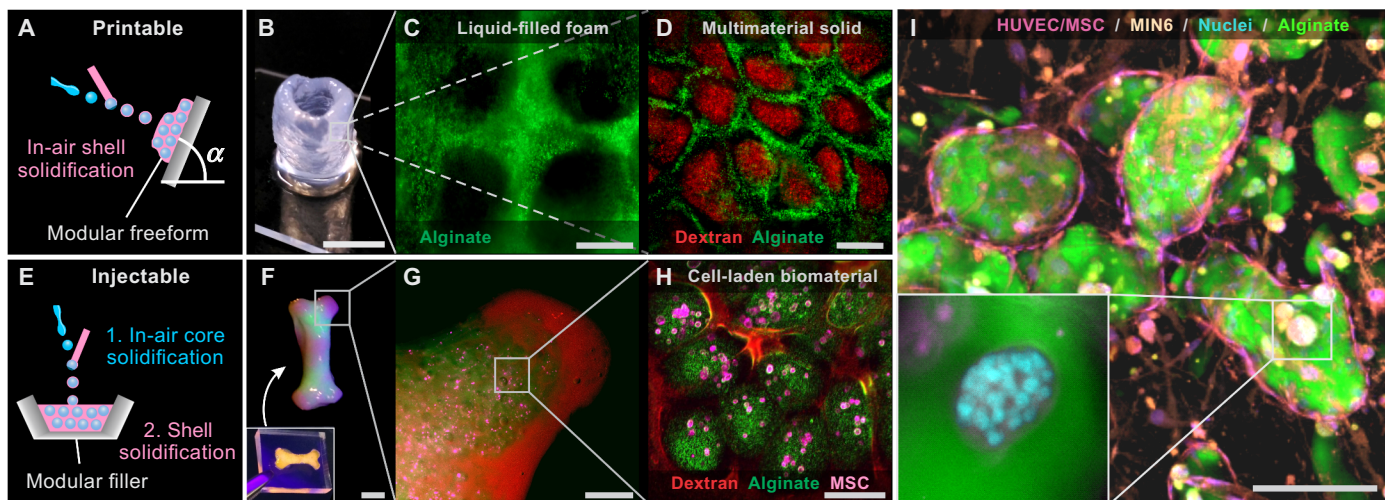 A
Printable
In-air shell
solidification
α
Modular freeform
B
C
Liquid-filled foam
Alginate
D
Multimaterial solid
Dextran Alginate
E
Injectable
1. In-air core
solidification
2. Shell
solidification
Modular filler
F
G
H
Cell-laden biomaterial
Dextran Alginate MSC
I
HUVEC/MSC / MIN6 / Nuclei / Alginate